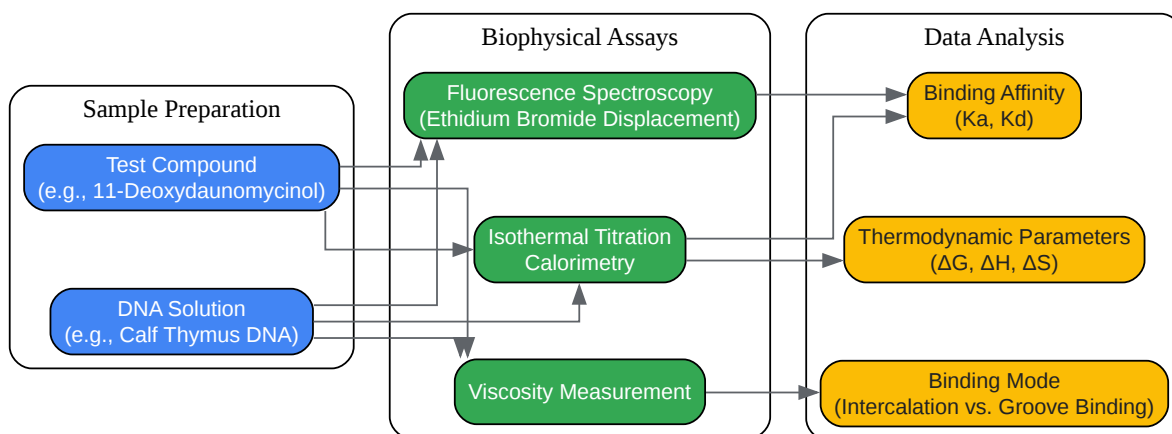 Sample Preparation
Test Compound
(e.g., 11-Deoxydaunomycinol)
DNA Solution
(e.g., Calf Thymus DNA)
Biophysical Assays
Fluorescence Spectroscopy
(Ethidium Bromide Displacement)
Isothermal Titration
Calorimetry
Viscosity Measurement
Data Analysis
Binding Affinity
(Ka, Kd)
Thermodynamic Parameters
(ΔG, ΔH, ΔS)
Binding Mode
(Intercalation vs. Groove Binding)